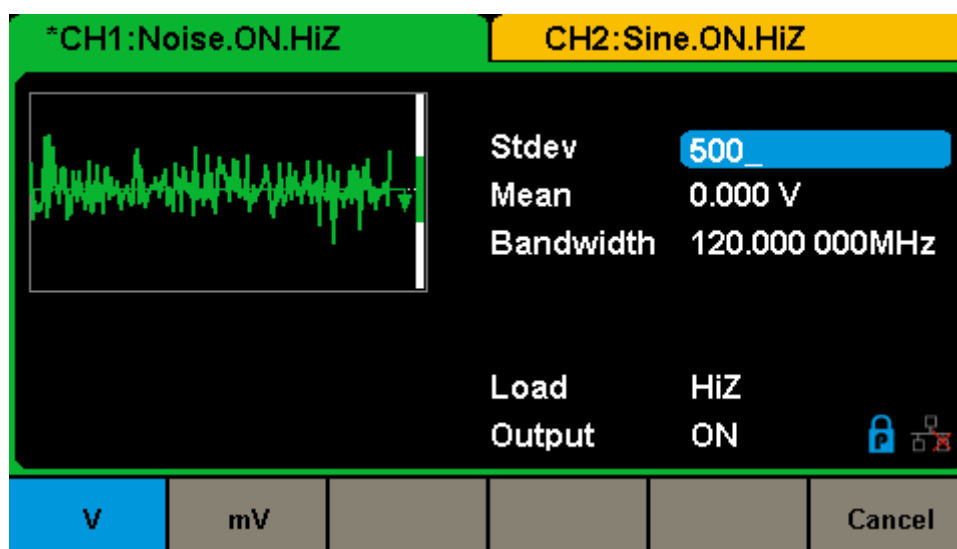 *CH1:Noise.ON.HiZ CH2:Sine.ON.HiZ
Stdev 500_
Mean 0.000 V
Bandwidth 120.000 000MHz
Load HiZ
Output ON P
V mV Cancel